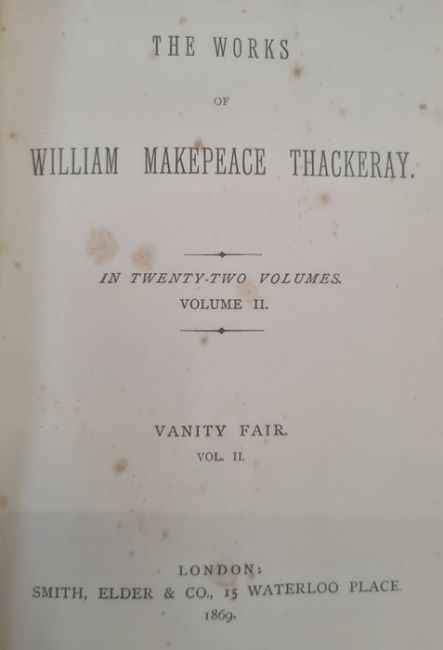 THE WORKS
OF
WILLIAM MAKEPEACE THACKERAY.
IN TWENTY-TWO VOLUMES.
VOLUME II.
VANITY FAIR.
VOL. II.
LONDON:
SMITH, ELDER & CO., 15 WATERLOO PLACE.
1869.